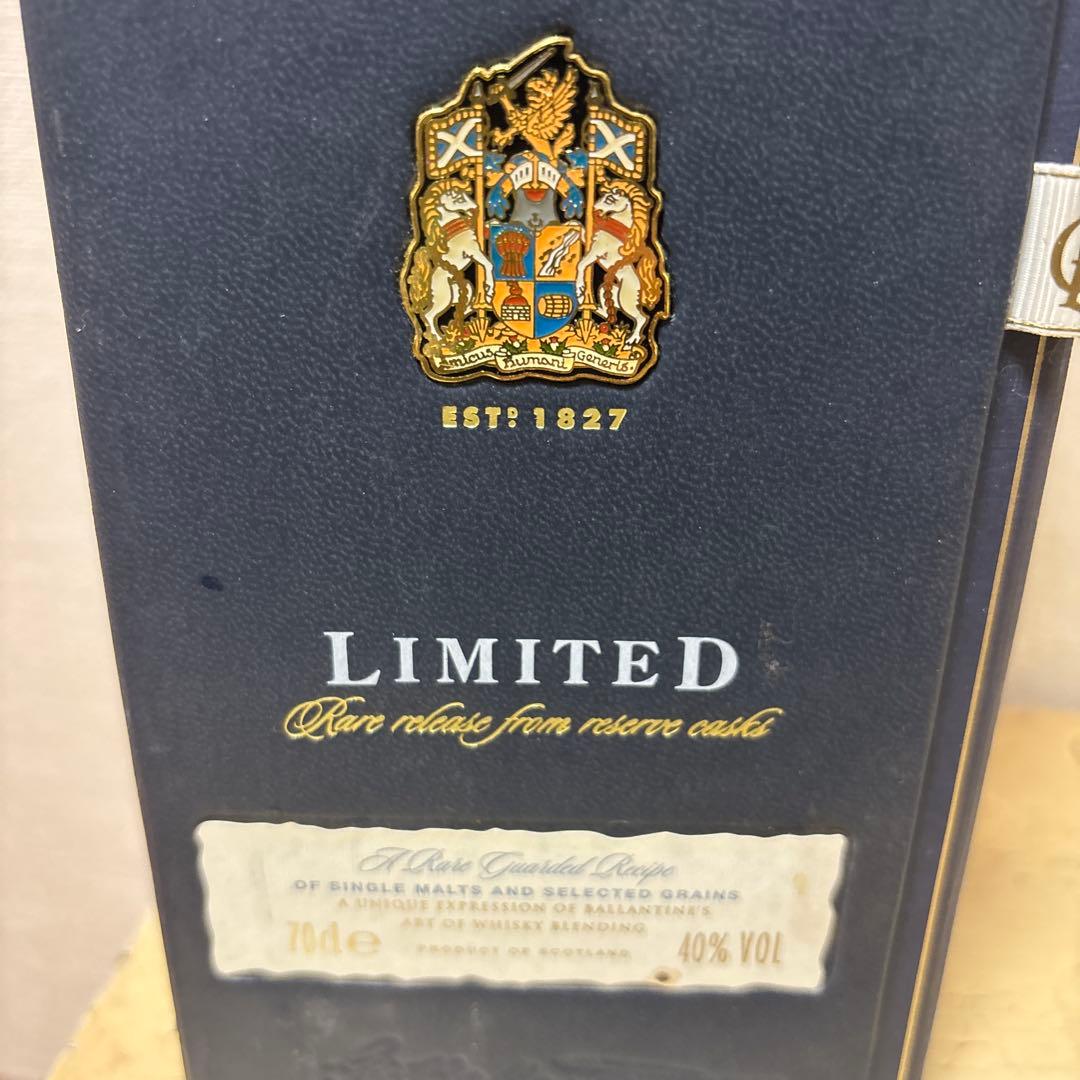 Amicus Humani Generis.
ESTD: 1827
LIMITED
Rare release from reserve casks
A Rare Guarded Recipe
OF SINGLE MALTS AND SELECTED GRAINS
A UNIQUE EXPRESSION OF BALLANTINE'S
ART OF WHISKY BLENDING
70cl e PRODUCT OF SCOTLAND 40% VOL